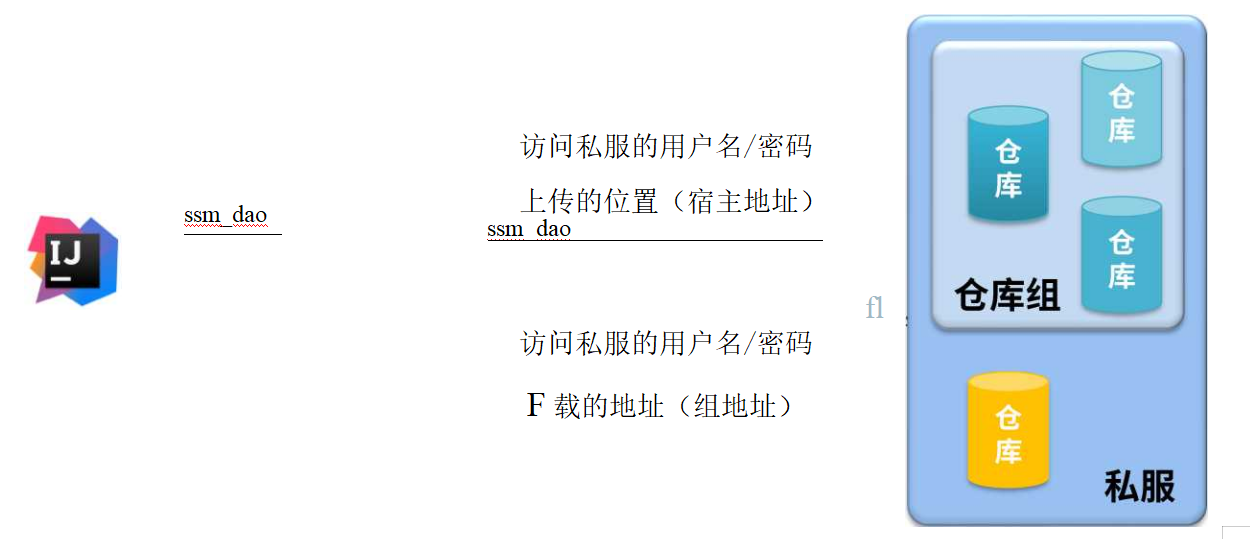 访问私服的用户名/密码
上传的位置（宿主地址）
ssm_dao
ssm dao
IJ
访问私服的用户名/密码
F 载的地址（组地址）
fl
仓库
仓库
仓库
仓库组
仓库
私服